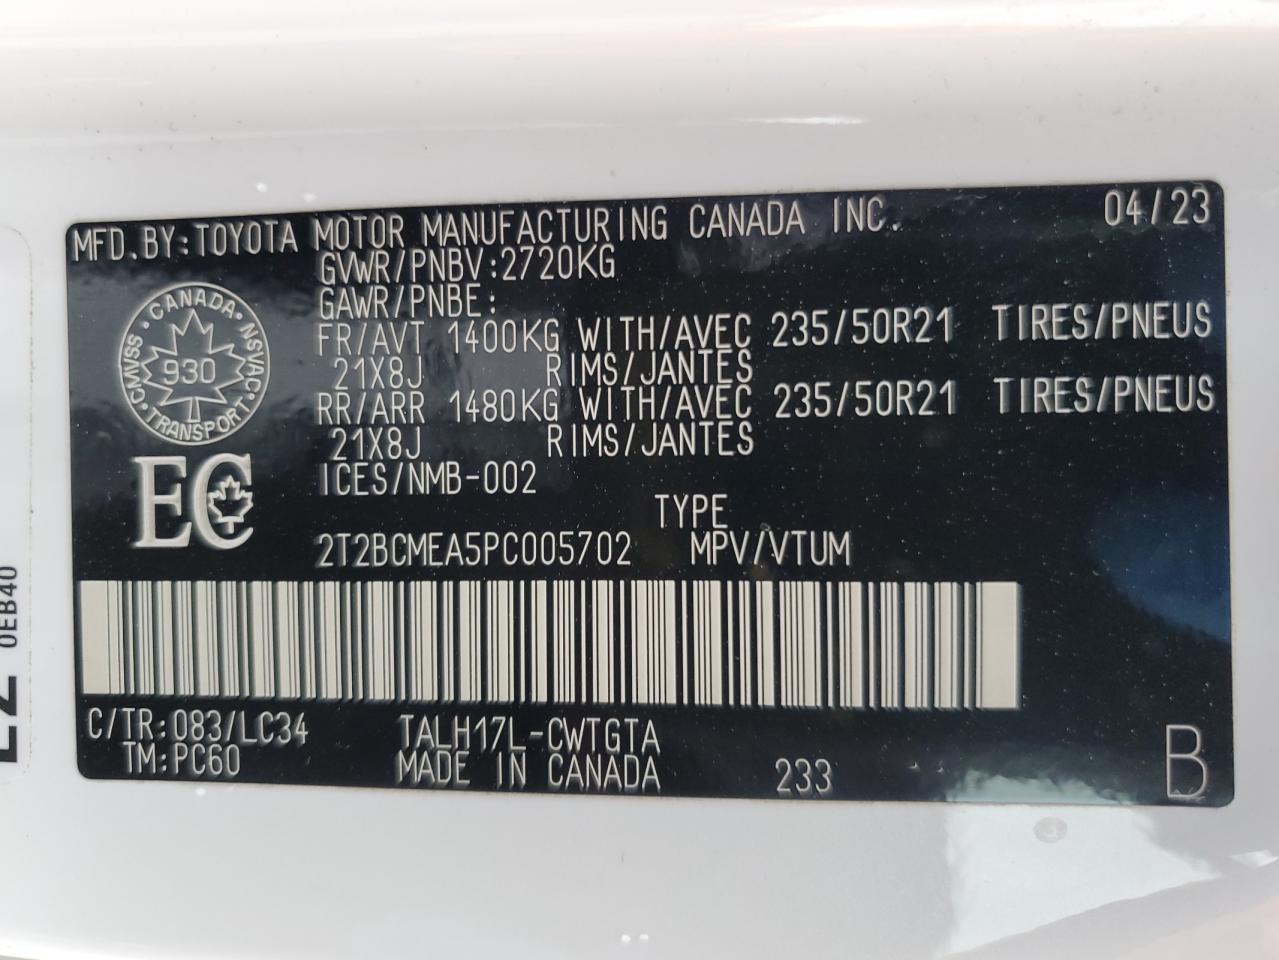 MFD.BY:TOYOTA MOTOR MANUFACTURING CANADA INC. 04/23
GVWR/PNBV:2720KG
GAWR/PNBE:
FR/AVT 1400KG WITH/AVEC 235/50R21 TIRES/PNEUS
21X8J RIMS/JANTES
RR/ARR 1480KG WITH/AVEC 235/50R21 TIRES/PNEUS
21X8J RIMS/JANTES
CANADA · NSVAC · TRANSPORT · CMVSS ·
930
EC
ICES/NMB-002
TYPE
2T2BCMEA5PC005702 MPV/VTUM
C/TR:083/LC34 TALH17L-CWTGTA
TM:PC60 MADE IN CANADA 233 B
0EB40